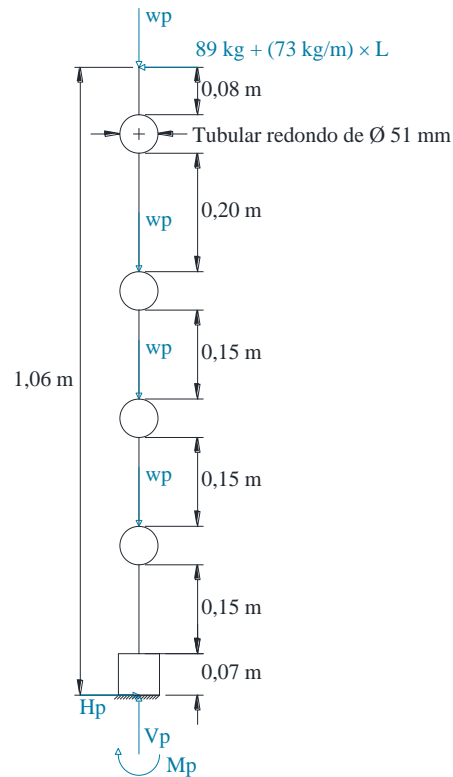 wp
89 kg + (73 kg/m) × L
0,08 m
Tubular redondo de Ø 51 mm
0,20 m
wp
0,15 m
wp
1,06 m
0,15 m
wp
0,15 m
0,07 m
Hp
Vp
Mp